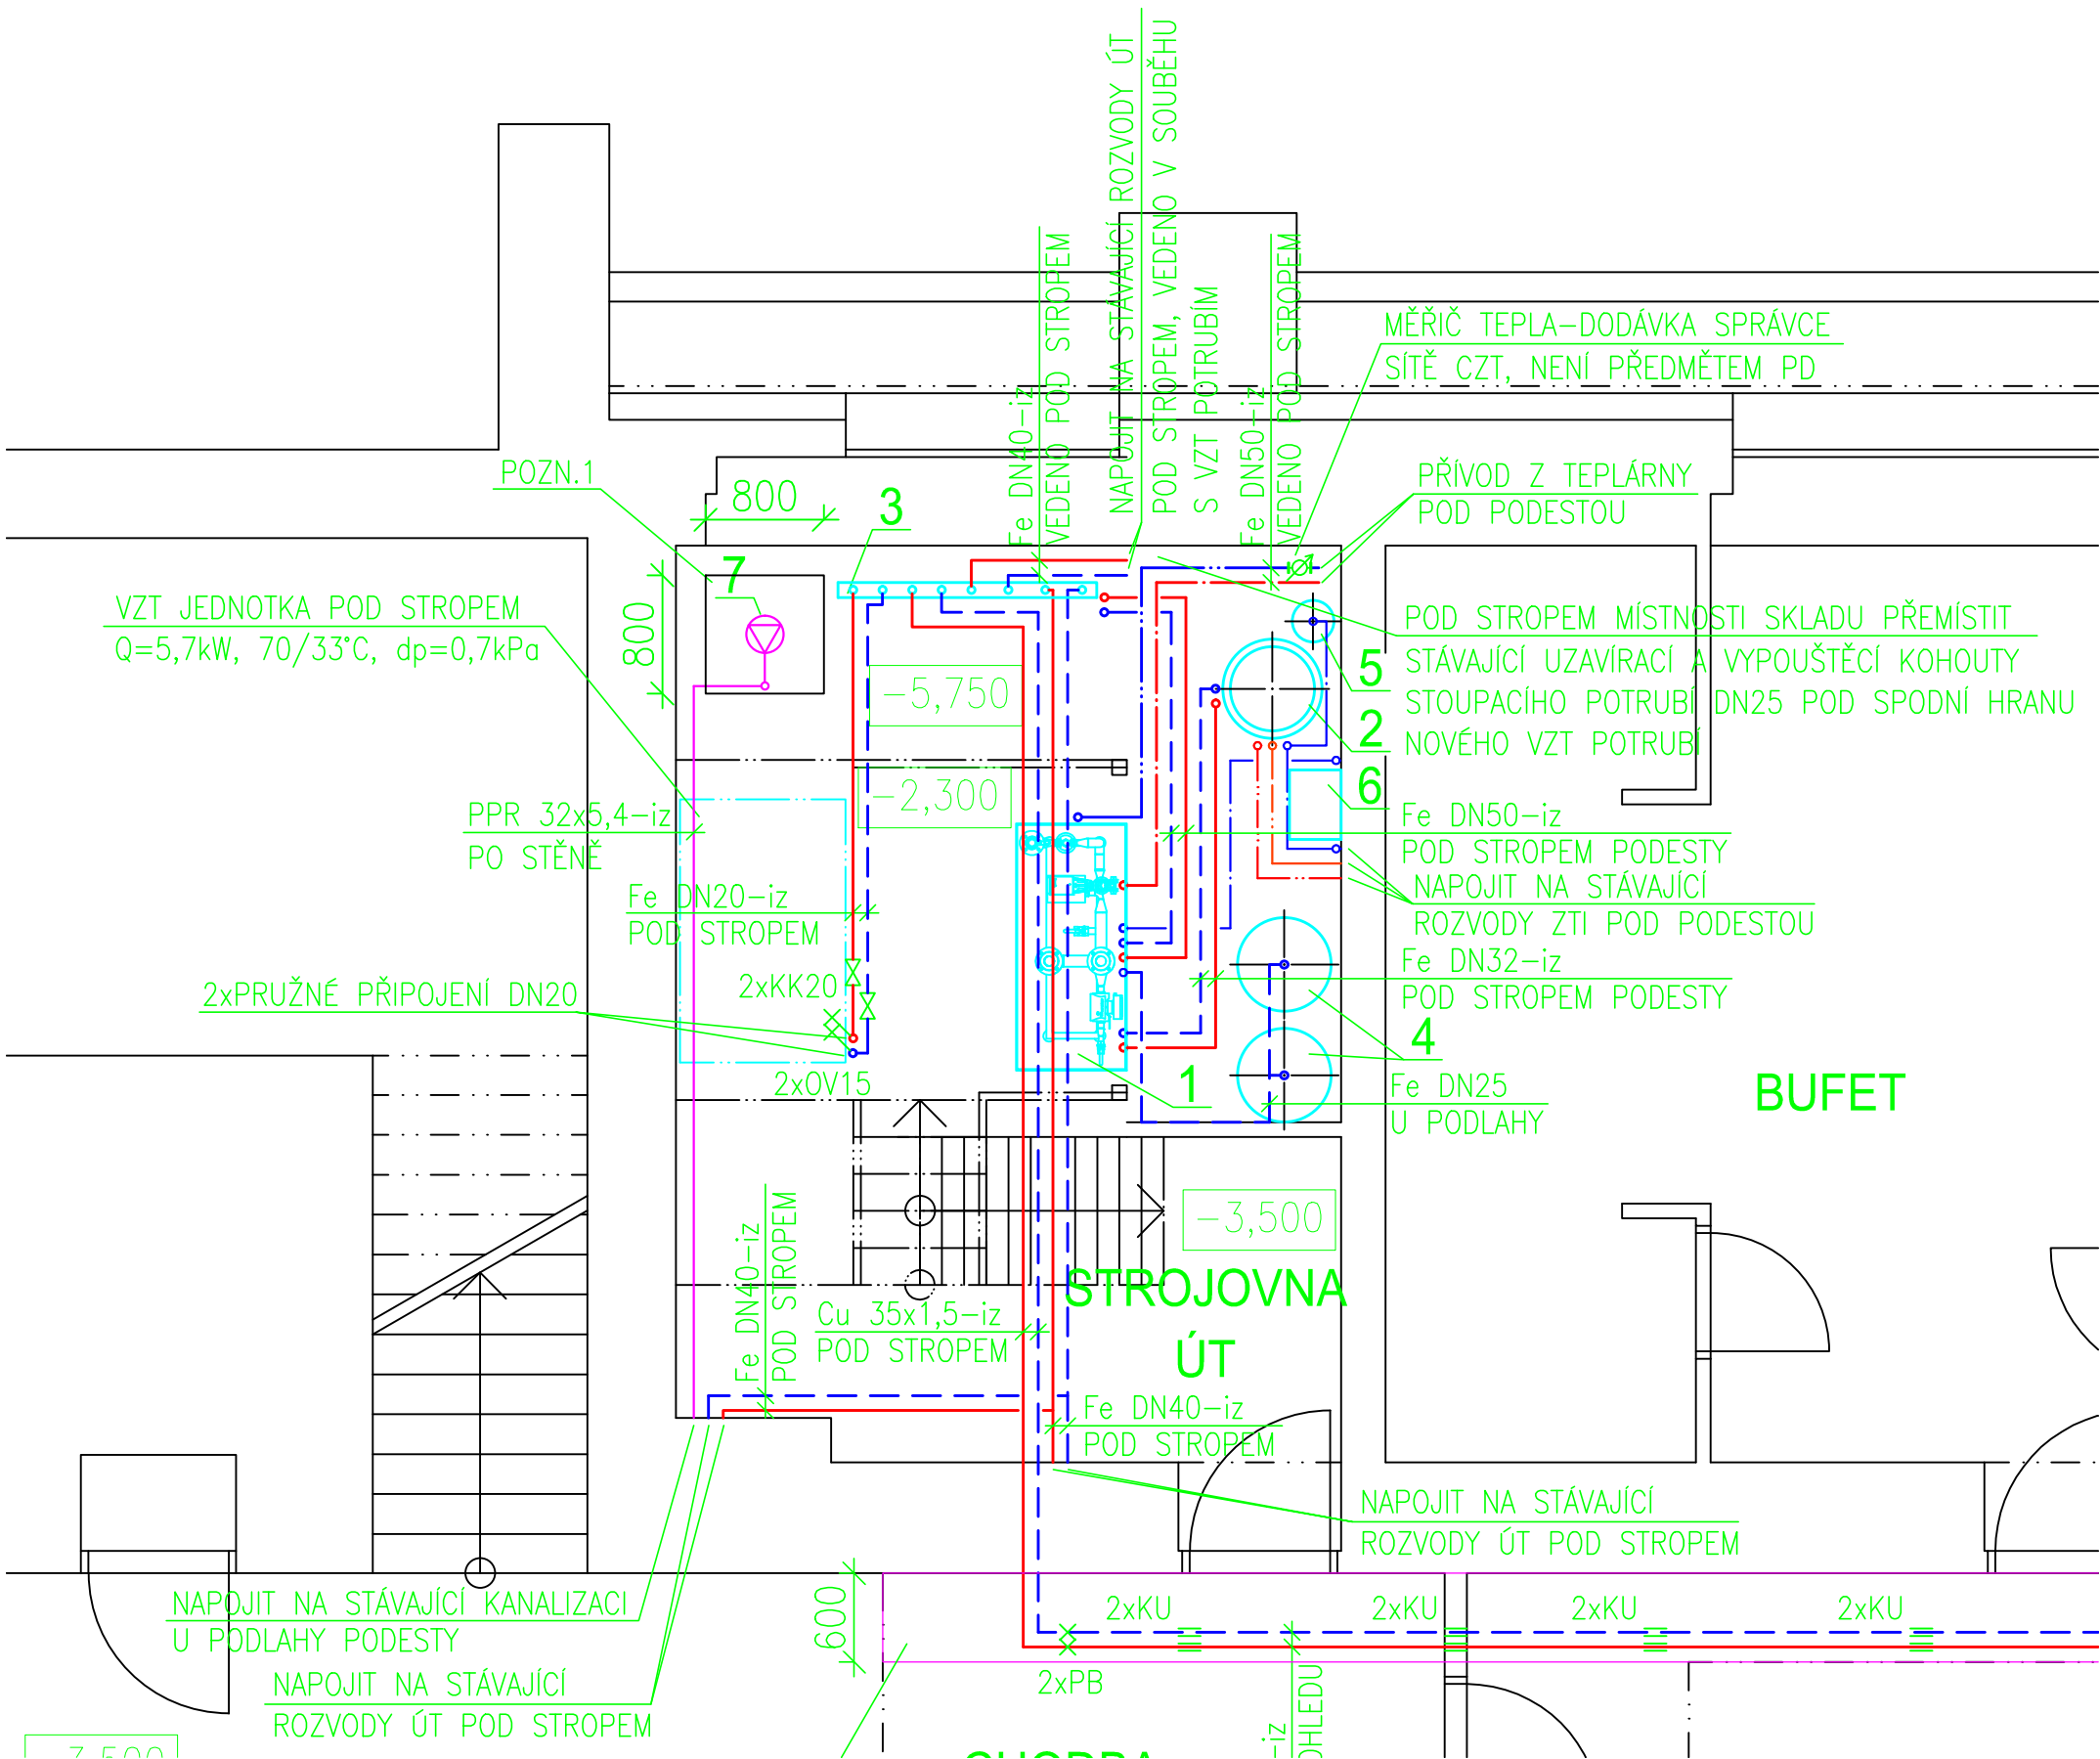 NAPOJIT NA STÁVAJÍCÍ ROZVODY ÚT
POD STROPEM, VEDENO V SOUBĚHU
S VZT POTRUBÍM
Fe DN40-iz
VEDENO POD STROPEM
Fe DN50-iz
VEDENO POD STROPEM
MĚŘIČ TEPLA-DODÁVKA SPRÁVCE
SÍTĚ CZT, NENÍ PŘEDMĚTEM PD
POZN.1
800
3
PŘÍVOD Z TEPLÁRNY
POD PODESTOU
7
800
VZT JEDNOTKA POD STROPEM
Q=5,7kW, 70/33°C, dp=0,7kPa
POD STROPEM MÍSTNOSTI SKLADU PŘEMÍSTIT
STÁVAJÍCÍ UZAVÍRACÍ A VYPOUŠTĚCÍ KOHOUTY
STOUPACÍHO POTRUBÍ DN25 POD SPODNÍ HRANU
NOVÉHO VZT POTRUBÍ
5
2
6
-5,750
-2,300
PPR 32x5,4-iz
PO STĚNĚ
Fe DN50-iz
POD STROPEM PODESTY
NAPOJIT NA STÁVAJÍCÍ
ROZVODY ZTI POD PODESTOU
Fe DN20-iz
POD STROPEM
Fe DN32-iz
POD STROPEM PODESTY
2xPRUŽNÉ PŘIPOJENÍ DN20
2xKK20
4
2xOV15
1
Fe DN25
U PODLAHY
BUFET
-3,500
STROJOVNA
ÚT
Fe DN40-iz
POD STROPEM
Cu 35x1,5-iz
POD STROPEM
Fe DN40-iz
POD STROPEM
NAPOJIT NA STÁVAJÍCÍ
ROZVODY ÚT POD STROPEM
NAPOJIT NA STÁVAJÍCÍ KANALIZACI
U PODLAHY PODESTY
600
2xKU
2xKU
2xKU
2xKU
NAPOJIT NA STÁVAJÍCÍ
ROZVODY ÚT POD STROPEM
2xPB
-iz
OHLEDU
-3,500
CHODBA